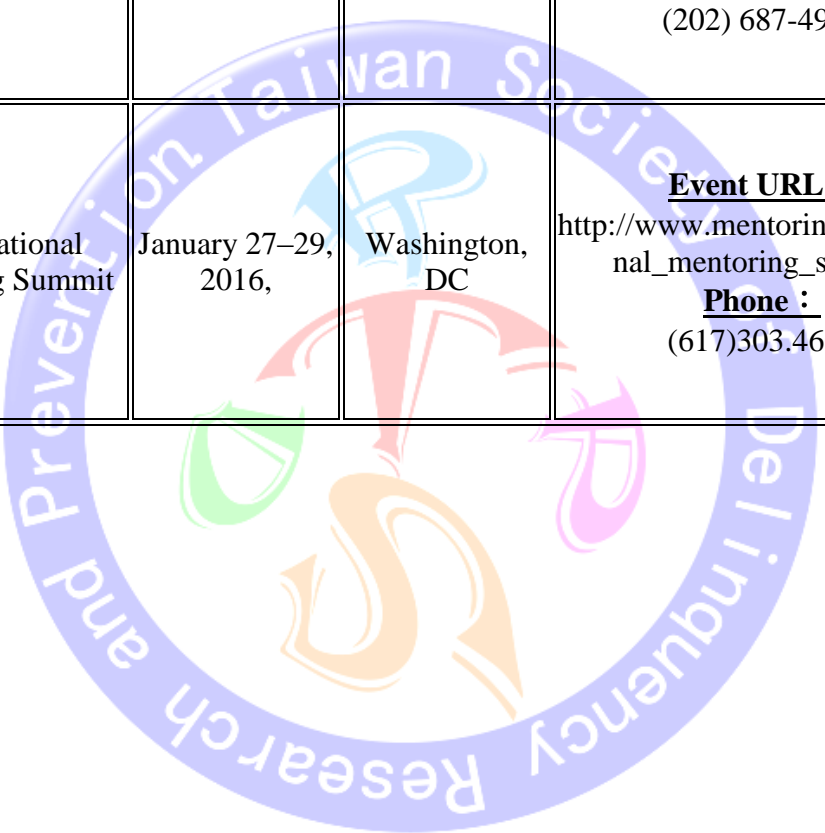 (202) 687-49
ational
g Summit
January 27–29,
2016,
Washington,
DC
Event URL
http://www.mentorin
nal_mentoring_s
Phone：
(617)303.46
Taiwan Society of Delinquency Research and Prevention